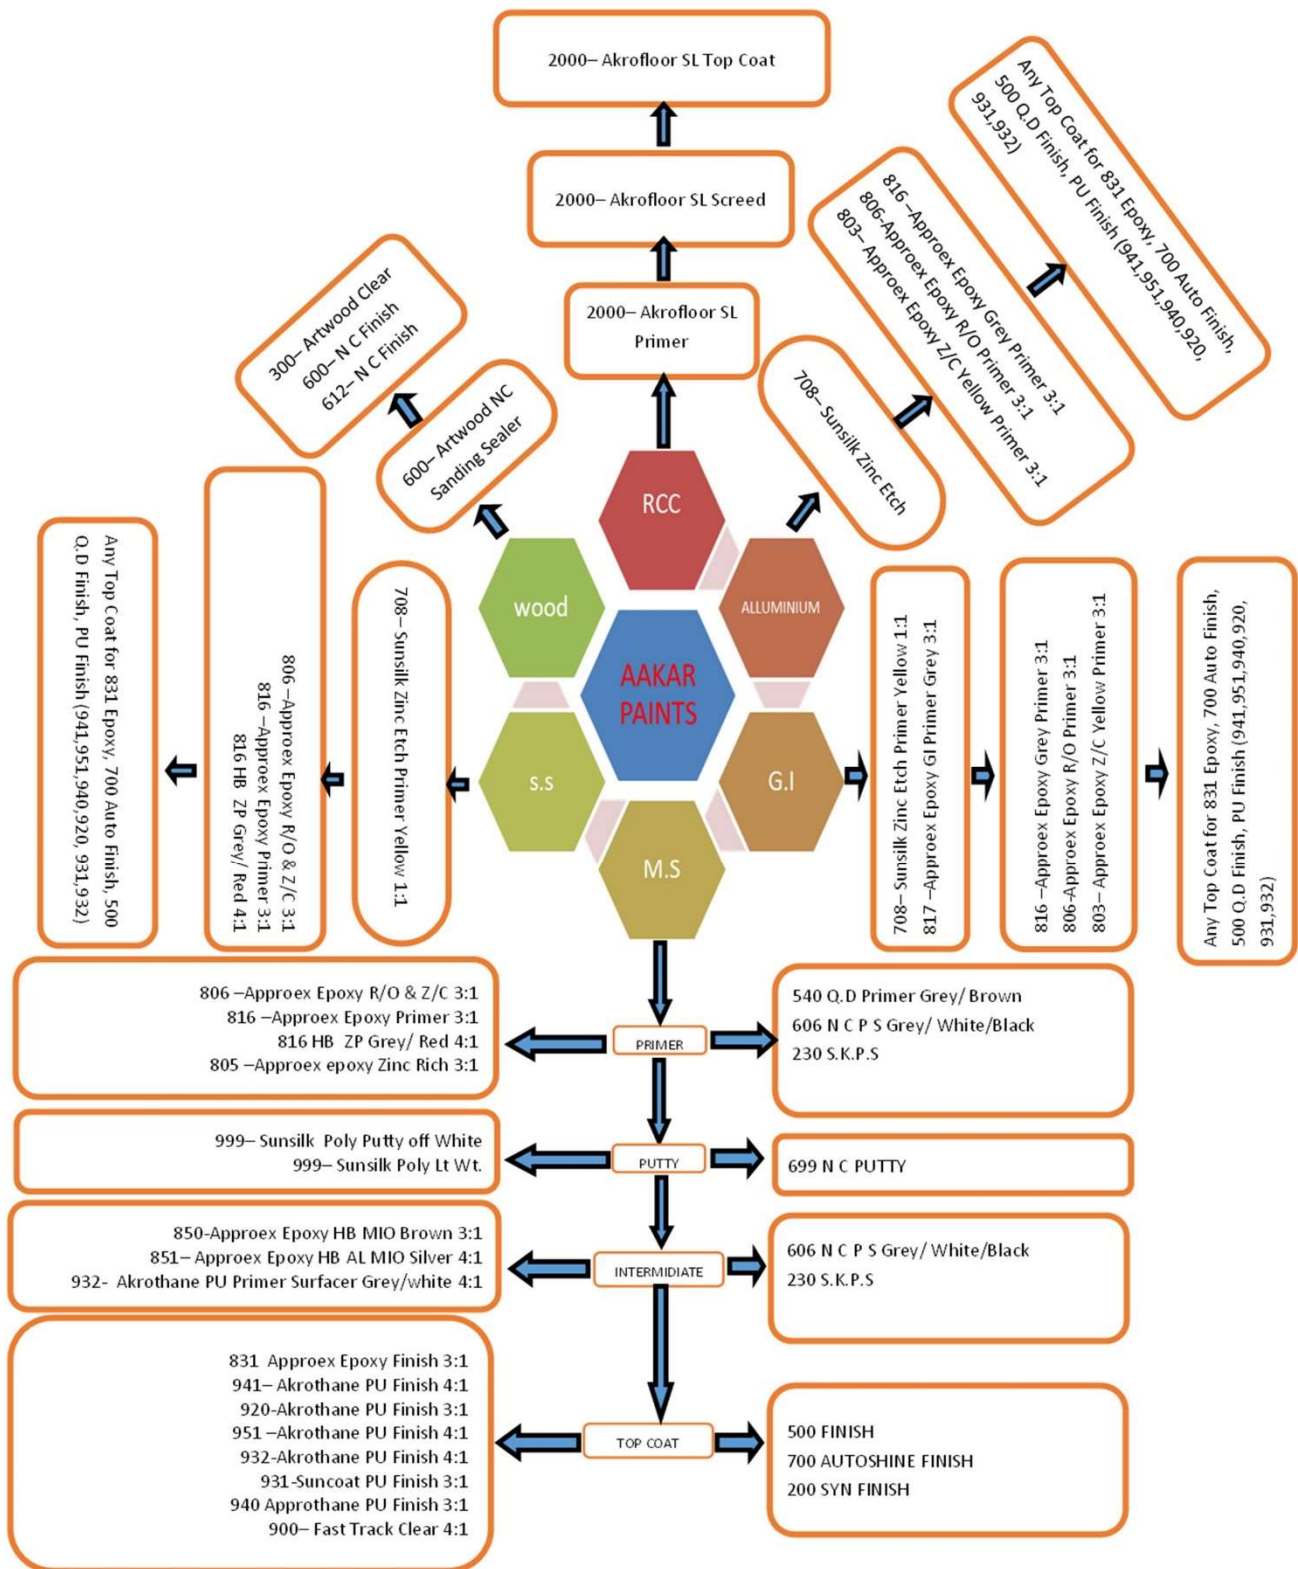 2000– Akrofloor SL Top Coat
2000– Akrofloor SL Screed
2000– Akrofloor SL
Primer
Any Top Coat for 831 Epoxy, 700 Auto Finish,
500 Q.D Finish, PU Finish (941,951,940,920,
931,932)
816 –Approex Epoxy Grey Primer 3:1
806-Approex Epoxy R/O Primer 3:1
803– Approex Epoxy Z/C Yellow Primer 3:1
708– Sunsilk Zinc Etch
300– Artwood Clear
600– N C Finish
612– N C Finish
600– Artwood NC
Sanding Sealer
RCC
wood
ALLUMINIUM
AAKAR
PAINTS
s.s
G.I
M.S
Any Top Coat for 831 Epoxy, 700 Auto Finish, 500
Q.D Finish, PU Finish (941,951,940,920, 931,932)
806 –Approex Epoxy R/O & Z/C 3:1
816 –Approex Epoxy Primer 3:1
816 HB ZP Grey/ Red 4:1
708– Sunsilk Zinc Etch Primer Yellow 1:1
708– Sunsilk Zinc Etch Primer Yellow 1:1
817 –Approex Epoxy GI Primer Grey 3:1
816 –Approex Epoxy Grey Primer 3:1
806-Approex Epoxy R/O Primer 3:1
803– Approex Epoxy Z/C Yellow Primer 3:1
Any Top Coat for 831 Epoxy, 700 Auto Finish,
500 Q.D Finish, PU Finish (941,951,940,920,
931,932)
806 –Approex Epoxy R/O & Z/C 3:1
816 –Approex Epoxy Primer 3:1
816 HB ZP Grey/ Red 4:1
805 –Approex epoxy Zinc Rich 3:1
PRIMER
540 Q.D Primer Grey/ Brown
606 N C P S Grey/ White/Black
230 S.K.P.S
999– Sunsilk Poly Putty off White
999– Sunsilk Poly Lt Wt.
PUTTY
699 N C PUTTY
850-Approex Epoxy HB MIO Brown 3:1
851– Approex Epoxy HB AL MIO Silver 4:1
932- Akrothane PU Primer Surfacer Grey/white 4:1
INTERMIDIATE
606 N C P S Grey/ White/Black
230 S.K.P.S
831 Approex Epoxy Finish 3:1
941– Akrothane PU Finish 4:1
920-Akrothane PU Finish 3:1
951 –Akrothane PU Finish 4:1
932-Akrothane PU Finish 4:1
931-Suncoat PU Finish 3:1
940 Approthane PU Finish 3:1
900– Fast Track Clear 4:1
TOP COAT
500 FINISH
700 AUTOSHINE FINISH
200 SYN FINISH